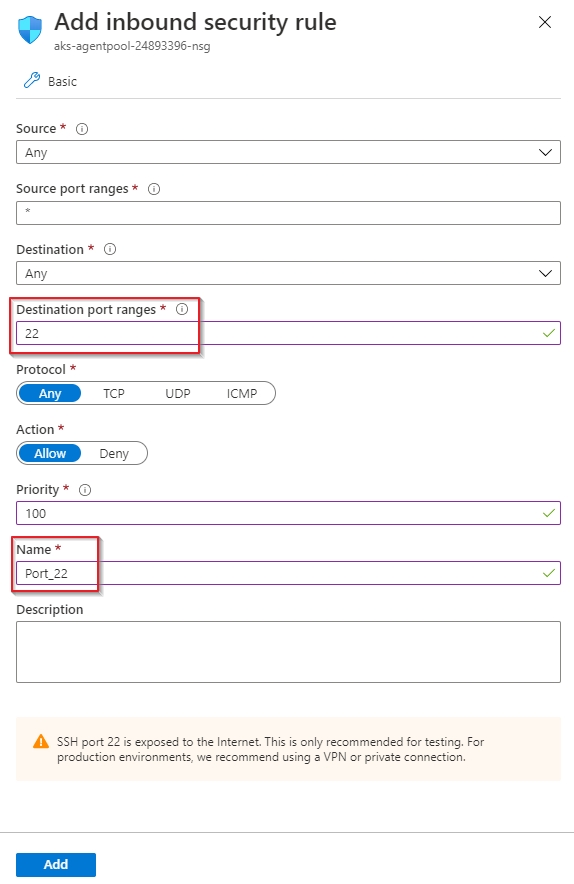 Add inbound security rule
aks-agentpool-24893396-nsg
Basic
Source *
Any
Source port ranges *
*
Destination *
Any
Destination port ranges *
22
Protocol *
Any TCP UDP ICMP
Action *
Allow Deny
Priority *
100
Name *
Port_22
Description
SSH port 22 is exposed to the Internet. This is only recommended for testing. For
production environments, we recommend using a VPN or private connection.
Add